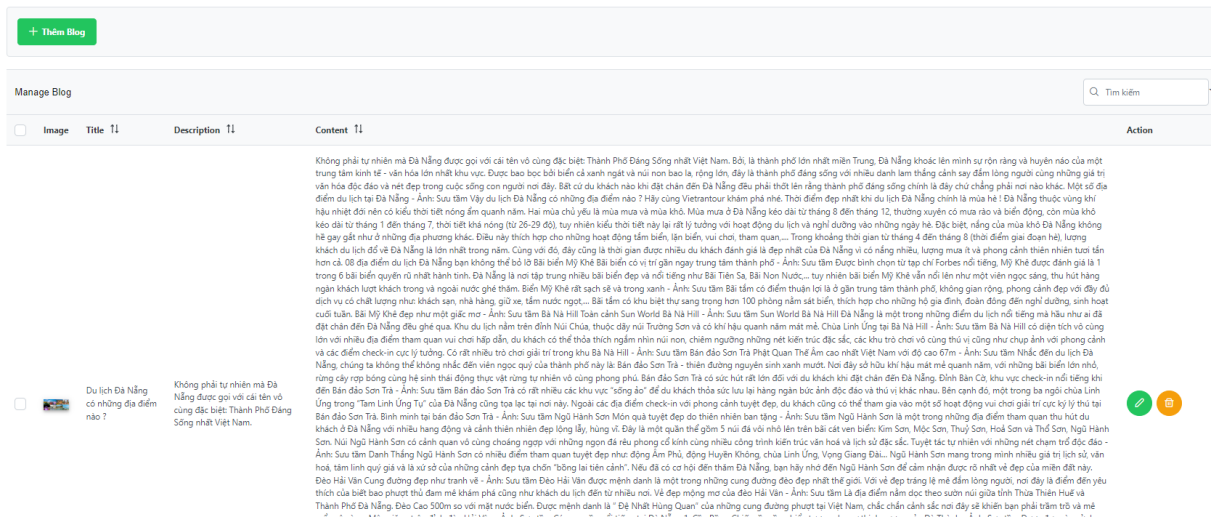 + Thêm Blog
Manage Blog
Tìm kiếm
Image Title Description Content Action
Không phải tự nhiên mà Đà Nẵng được gọi với cái tên vô cùng đặc biệt: Thành Phố Đáng Sống nhất Việt Nam. Bởi, là thành phố lớn nhất miền Trung, Đà Nẵng khoác lên mình sự rộn ràng và huyên náo của một
trung tâm kinh tế - văn hóa lớn nhất khu vực. Được bao bọc bởi biển cả xanh ngát và núi non bao la, rộng lớn, đây là thành phố đáng sống với nhiều danh lam thắng cảnh say đắm lòng người cùng những giá trị
văn hóa độc đáo và nét đẹp trong cuộc sống con người nơi đây. Bất cứ du khách nào khi đặt chân đến Đà Nẵng đều phải thốt lên rằng thành phố đáng sống chính là đây chứ chẳng phải nơi nào khác. Một số địa
điểm du lịch tại Đà Nẵng - Ảnh: Sưu tầm Vậy du lịch Đà Nẵng có những địa điểm nào ? Hãy cùng Vietrantour khám phá nhé. Thời điểm đẹp nhất khi du lịch Đà Nẵng chính là mùa hè ! Đà Nẵng thuộc vùng khí
hậu nhiệt đới nên có kiểu thời tiết nóng ẩm quanh năm. Hai mùa chủ yếu là mùa mưa và mùa khô. Mùa mưa ở Đà Nẵng kéo dài từ tháng 8 đến tháng 12, thường xuyên có mưa rào và biển động, còn mùa khô
kéo dài từ tháng 1 đến tháng 7, thời tiết khá nóng (từ 26-29 độ), tuy nhiên kiểu thời tiết này lại rất lý tưởng với hoạt động du lịch và nghỉ dưỡng vào những ngày hè. Đặc biệt, nắng của mùa khô Đà Nẵng không
hề gay gắt như ở những địa phương khác. Điều này thích hợp cho những hoạt động tắm biển, lặn biển, vui chơi, tham quan,... Trong khoảng thời gian từ tháng 4 đến tháng 8 (thời điểm giai đoạn hè), lượng
khách du lịch đổ về Đà Nẵng là lớn nhất trong năm. Cùng với đó, đây cũng là thời gian được nhiều du khách đánh giá là đẹp nhất của Đà Nẵng vì có nắng nhiều, lượng mưa ít và phong cảnh thiên nhiên tươi tắn
hơn cả. 08 địa điểm du lịch Đà Nẵng bạn không thể bỏ lỡ Bãi biển Mỹ Khê Bãi biển có vị trí gần ngay trung tâm thành phố - Ảnh: Sưu tầm Được bình chọn từ tạp chí Forbes nổi tiếng, Mỹ Khê được đánh giá là 1
trong 6 bãi biển quyến rũ nhất hành tinh. Đà Nẵng là nơi tập trung nhiều bãi biển đẹp và nổi tiếng như Bãi Tiên Sa, Bãi Non Nước,... tuy nhiên bãi biển Mỹ Khê vẫn nổi lên như một viên ngọc sáng, thu hút hàng
ngàn khách lượt khách trong và ngoài nước ghé thăm. Biển Mỹ Khê rất sạch sẽ và trong xanh - Ảnh: Sưu tầm Bãi tắm có điểm thuận lợi là ở gần trung tâm thành phố, không gian rộng, phong cảnh đẹp với đầy đủ
dịch vụ có chất lượng như: khách sạn, nhà hàng, giữ xe, tắm nước ngọt,... Bãi tắm có khu biệt thự sang trọng hơn 100 phòng nằm sát biển, thích hợp cho những hộ gia đình, đoàn đông đến nghỉ dưỡng, sinh hoạt
cuối tuần. Bãi Mỹ Khê đẹp như một giấc mơ - Ảnh: Sưu tầm Bà Nà Hill Toàn cảnh Sun World Bà Nà Hill - Ảnh: Sưu tầm Sun World Bà Nà Hill Đà Nẵng là một trong những điểm du lịch nổi tiếng mà hầu như ai đã
đặt chân đến Đà Nẵng đều ghé qua. Khu du lịch nằm trên đỉnh Núi Chúa, thuộc dãy núi Trường Sơn và có khí hậu quanh năm mát mẻ. Chùa Linh Ứng tại Bà Nà Hill - Ảnh: Sưu tầm Bà Nà Hill có diện tích vô cùng
lớn với nhiều địa điểm tham quan vui chơi hấp dẫn, du khách có thể thỏa thích ngắm nhìn núi non, chiêm ngưỡng những nét kiến trúc đặc sắc, các khu trò chơi vô cùng thú vị cũng như chụp ảnh với phong cảnh
và các điểm check-in cực lý tưởng. Có rất nhiều trò chơi giải trí trong khu Bà Nà Hill - Ảnh: Sưu tầm Bán đảo Sơn Trà Phật Quan Thế Âm cao nhất Việt Nam với độ cao 67m - Ảnh: Sưu tầm Nhắc đến du lịch Đà
Nẵng, chúng ta không thể không nhắc đến viên ngọc quý của thành phố này là: Bán đảo Sơn Trà - thiên đường nguyên sinh xanh mướt. Nơi đây sở hữu khí hậu mát mẻ quanh năm, với những bãi biển lớn nhỏ,
rừng cây rợp bóng cùng hệ sinh thái động thực vật rừng tự nhiên vô cùng phong phú. Bán đảo Sơn Trà có sức hút rất lớn đối với du khách khi đặt chân đến Đà Nẵng. Đỉnh Bàn Cờ, khu vực check-in nổi tiếng khi
đến Bán đảo Sơn Trà - Ảnh: Sưu tầm Bán đảo Sơn Trà có rất nhiều các khu vực "sống ảo" để du khách thỏa sức lưu lại hàng ngàn bức ảnh độc đáo và thú vị khác nhau. Bên cạnh đó, một trong ba ngôi chùa Linh
Ứng trong "Tam Linh Ứng Tự" của Đà Nẵng cũng tọa lạc tại nơi này. Ngoài các địa điểm check-in với phong cảnh tuyệt đẹp, du khách cũng có thể tham gia vào một số hoạt động vui chơi giải trí cực kỳ lý thú tại
Bán đảo Sơn Trà. Bình minh tại bán đảo Sơn Trà - Ảnh: Sưu tầm Ngũ Hành Sơn Món quà tuyệt đẹp do thiên nhiên ban tặng - Ảnh: Sưu tầm Ngũ Hành Sơn là một trong những địa điểm tham quan thu hút du
khách ở Đà Nẵng với nhiều hang động và cảnh thiên nhiên đẹp lộng lẫy, hùng vĩ. Đây là một quần thể gồm 5 núi đá vôi nhô lên trên bãi cát ven biển: Kim Sơn, Mộc Sơn, Thuỷ Sơn, Hoả Sơn và Thổ Sơn, Ngũ Hành
Sơn. Núi Ngũ Hành Sơn có cảnh quan vô cùng choáng ngợp với những ngọn đá rêu phong cổ kính cùng nhiều công trình kiến trúc văn hoá và lịch sử đặc sắc. Tuyệt tác tự nhiên với những nét chạm trổ độc đáo -
Ảnh: Sưu tầm Danh Thắng Ngũ Hành Sơn có nhiều điểm tham quan tuyệt đẹp như: động Âm Phủ, động Huyền Không, chùa Linh Ứng, Vọng Giang Đài... Ngũ Hành Sơn mang trong mình nhiều giá trị lịch sử, văn
hoá, tâm linh quý giá và là xứ sở của những cảnh đẹp tựa chốn "bồng lai tiên cảnh". Nếu đã có cơ hội đến thăm Đà Nẵng, bạn hãy nhớ đến Ngũ Hành Sơn để cảm nhận được rõ nhất vẻ đẹp của miền đất này.
Đèo Hải Vân Cung đường đẹp như tranh vẽ - Ảnh: Sưu tầm Đèo Hải Vân được mệnh danh là một trong những cung đường đèo đẹp nhất thế giới. Với vẻ đẹp tráng lệ mê đắm lòng người, nơi đây là điểm đến yêu
thích của biết bao phượt thủ đam mê khám phá cũng như khách du lịch đến từ nhiều nơi. Vẻ đẹp mộng mơ của đèo Hải Vân - Ảnh: Sưu tầm Là địa điểm nằm dọc theo sườn núi giữa tỉnh Thừa Thiên Huế và
Thành Phố Đà Nẵng. Đèo Cao 500m so với mặt nước biển. Được mệnh danh là " Đệ Nhất Hùng Quan" của những cung đường phượt tại Việt Nam, chắc chắn cảnh sắc nơi đây sẽ khiến bạn phải trầm trồ và mê
Du lịch Đà Nẵng
có những địa điểm
nào ?
Không phải tự nhiên mà Đà
Nẵng được gọi với cái tên vô
cùng đặc biệt: Thành Phố Đáng
Sống nhất Việt Nam.